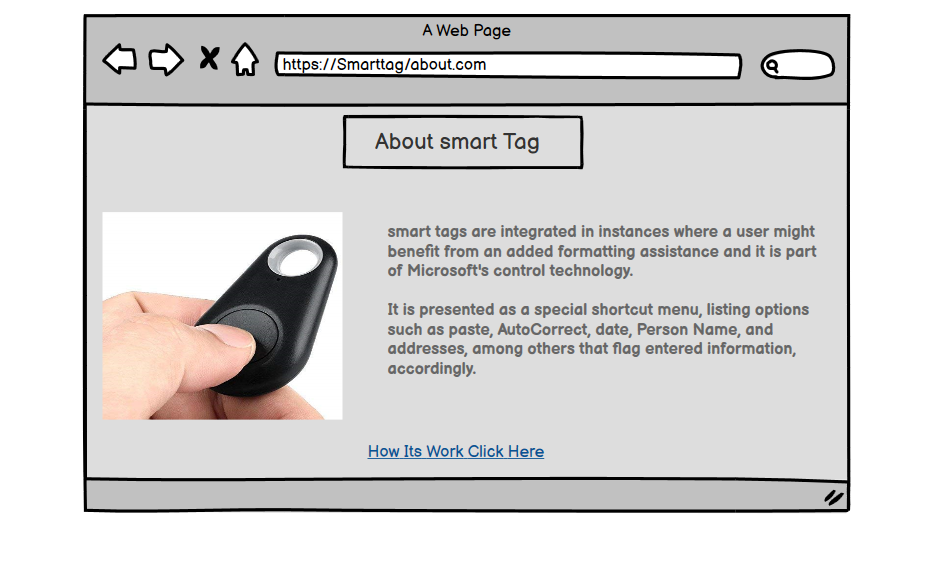 A Web Page
https://Smarttag/about.com
About smart Tag
smart tags are integrated in instances where a user might
benefit from an added formatting assistance and it is part
of Microsoft's control technology.
It is presented as a special shortcut menu, listing options
such as paste, AutoCorrect, date, Person Name, and
addresses, among others that flag entered information,
accordingly.
How Its Work Click Here